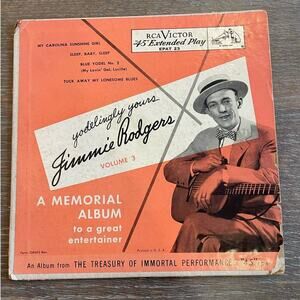 RCA VICTOR
"45" Extended Play
EPAT 23
MY CAROLINA SUNSHINE GIRL
SLEEP, BABY, SLEEP
BLUE YODEL No. 2
(My Lovin' Gal, Lucille)
TUCK AWAY MY LONESOME BLUES
yodelingly yours
Jimmie Rodgers
VOLUME 3
A MEMORIAL
ALBUM
to a great
entertainer
Printed in U. S. A.
An Album from THE TREASURY OF IMMORTAL PERFORMANCES